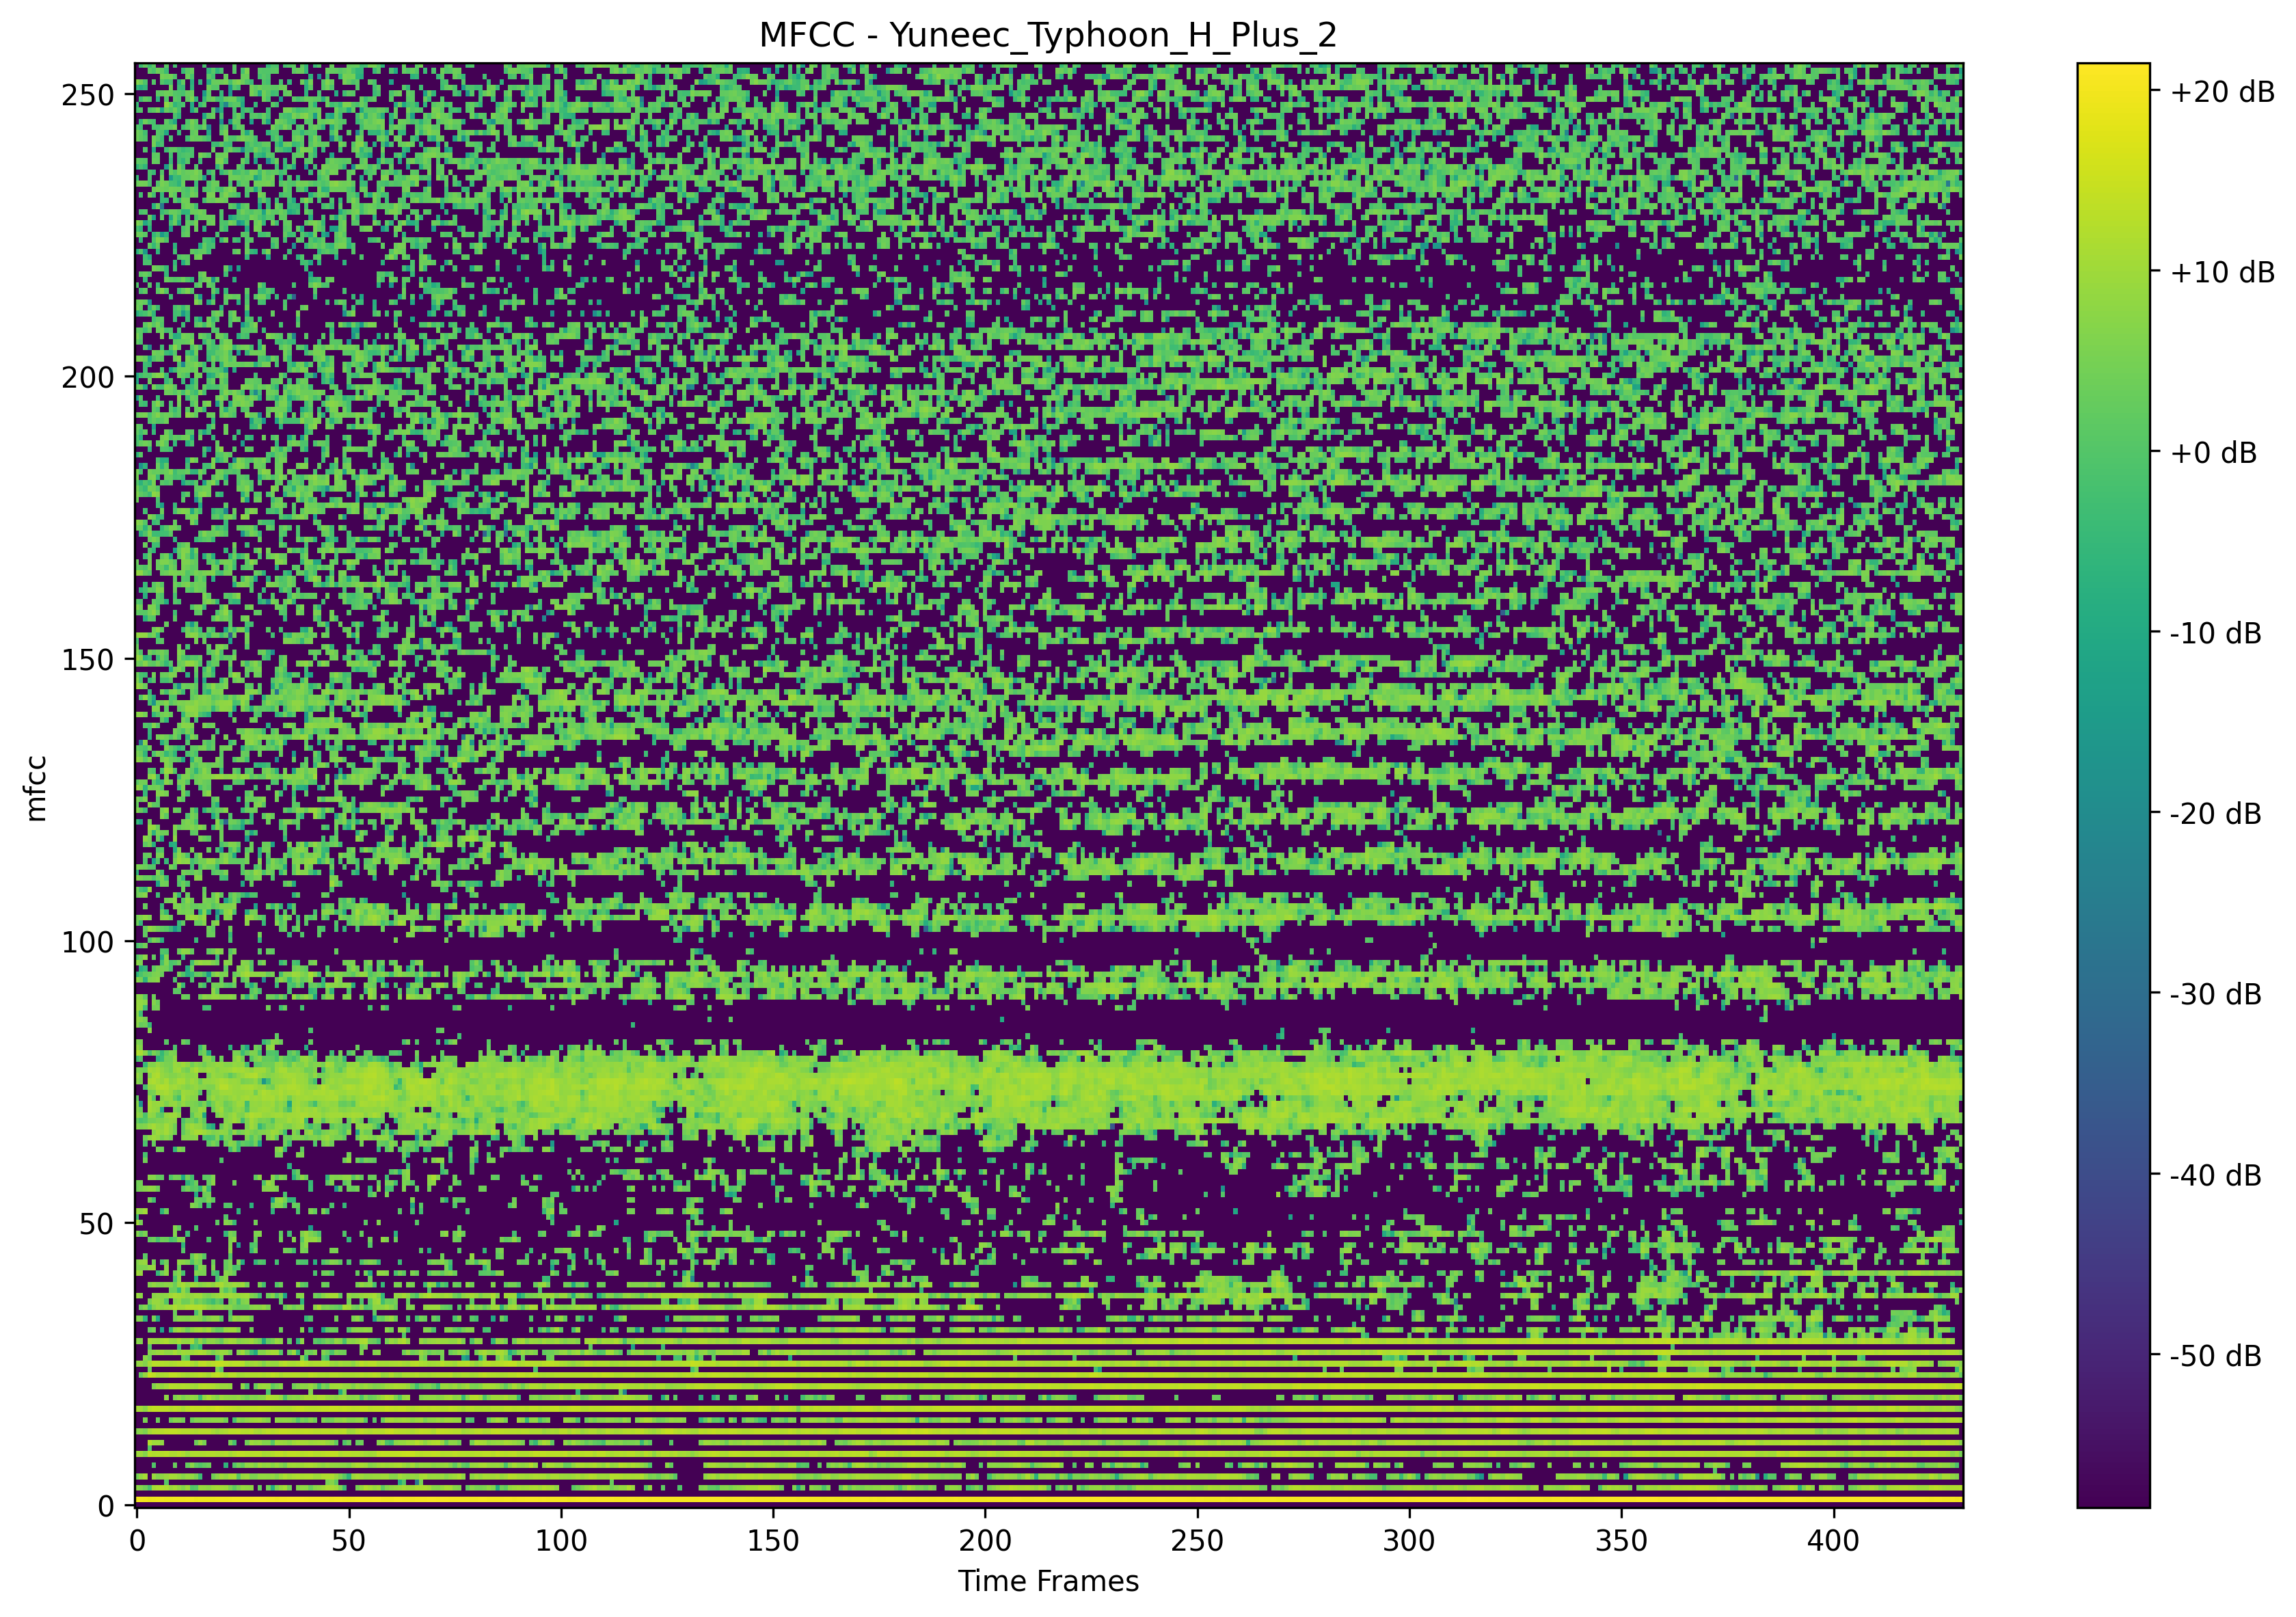 MFCC - Yuneec_Typhoon_H_Plus_2
mfcc
250
200
150
100
50
0
0 50 100 150 200 250 300 350 400
Time Frames
+20 dB
+10 dB
+0 dB
-10 dB
-20 dB
-30 dB
-40 dB
-50 dB